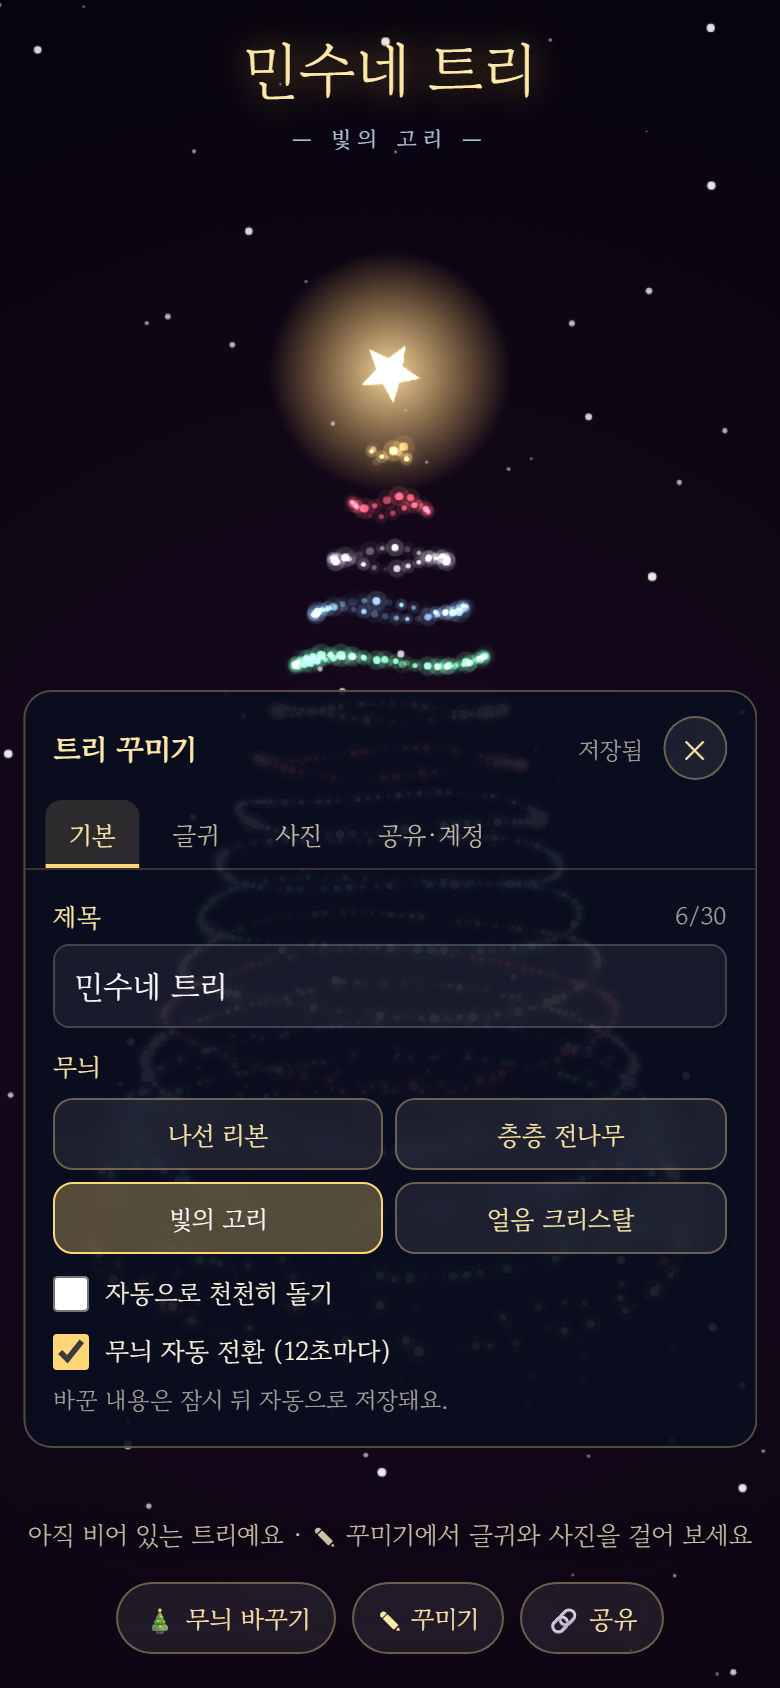 민수네 트리
— 빛의 고리 —
트리 꾸미기
저장됨
기본 글귀 사진 공유·계정
제목 6/30
민수네 트리
무늬
나선 리본 층층 전나무
빛의 고리 얼음 크리스탈
자동으로 천천히 돌기
무늬 자동 전환 (12초마다)
바꾼 내용은 잠시 뒤 자동으로 저장돼요.
아직 비어 있는 트리예요 · ✏️ 꾸미기에서 글귀와 사진을 걸어 보세요
🎄 무늬 바꾸기 ✏️ 꾸미기 🔗 공유